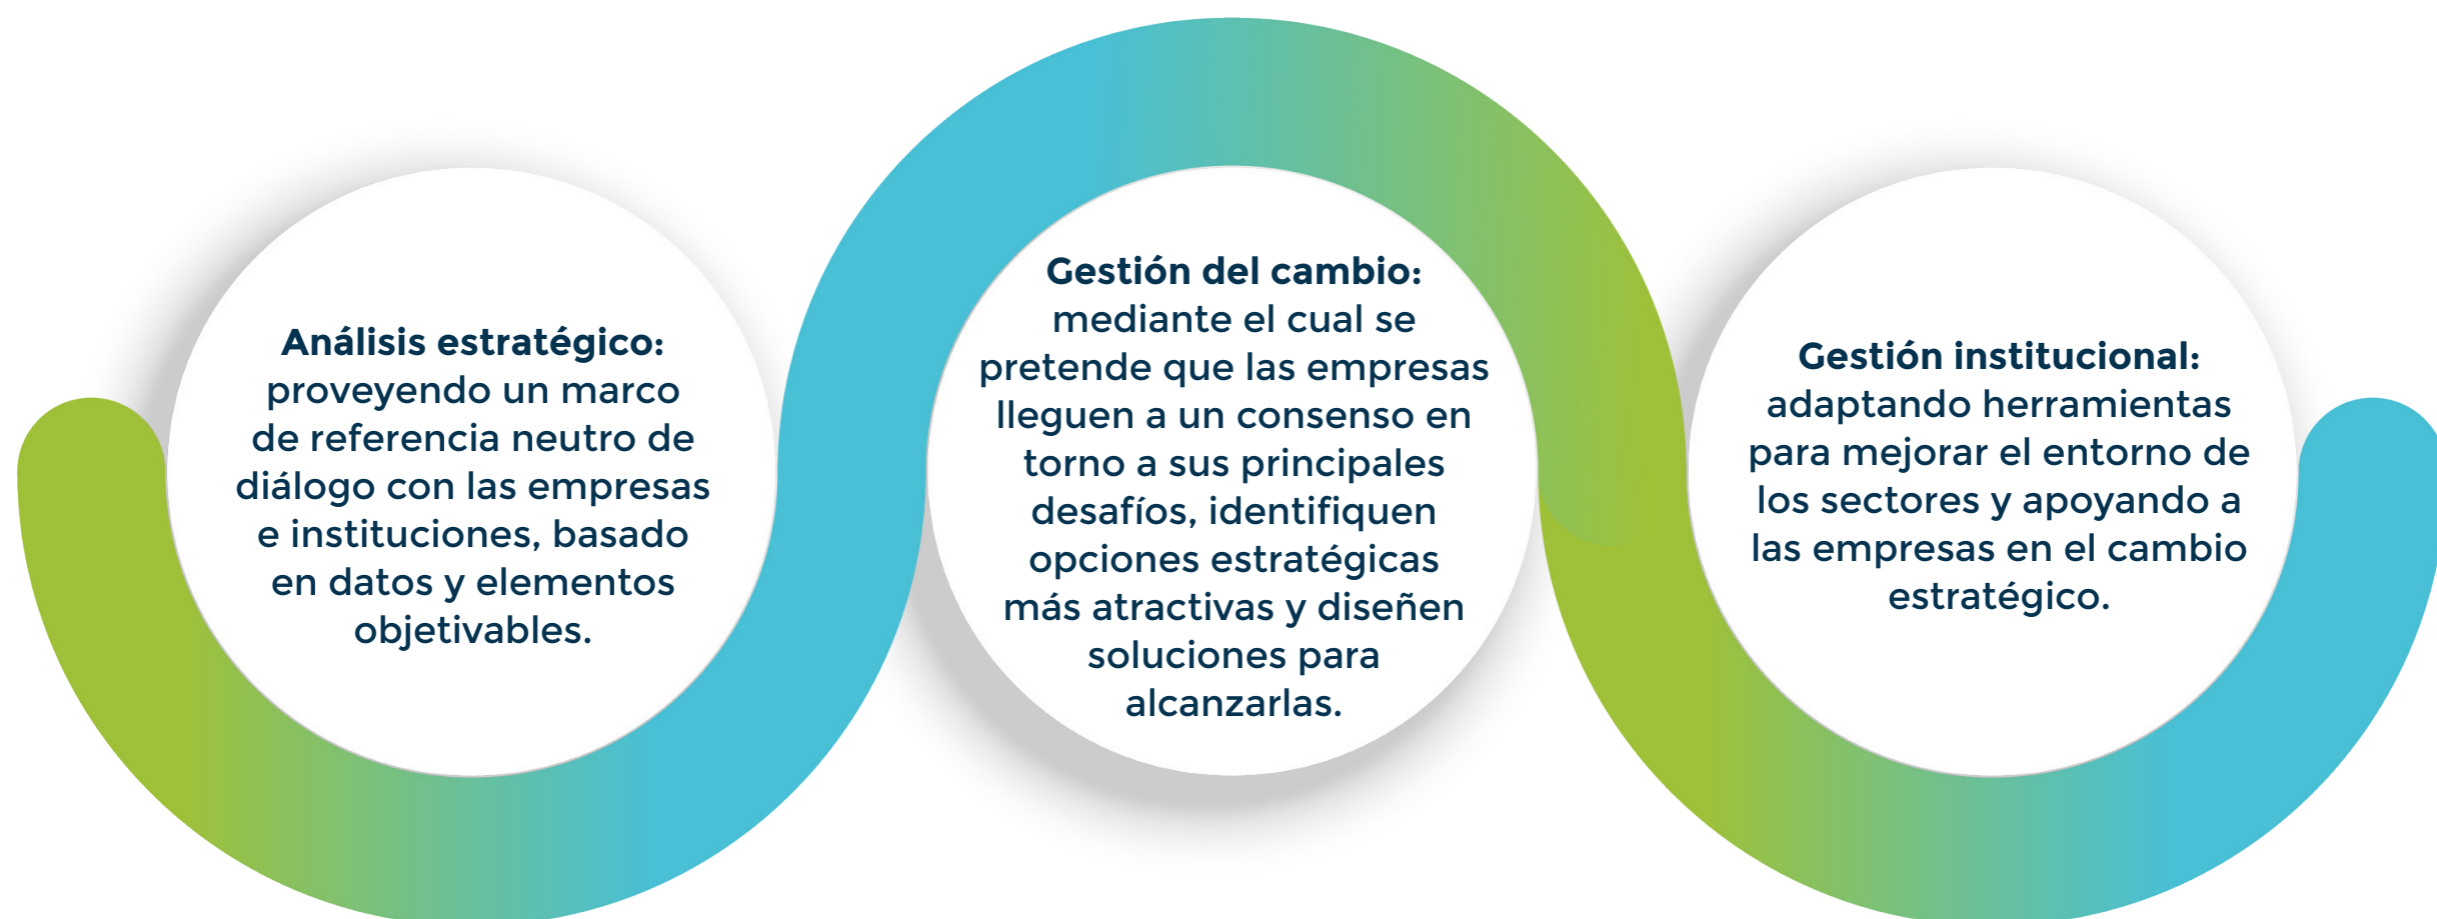 Análisis estratégico:
proveyendo un marco
de referencia neutro de
diálogo con las empresas
e instituciones, basado
en datos y elementos
objetivables.
Gestión del cambio:
mediante el cual se
pretende que las empresas
lleguen a un consenso en
torno a sus principales
desafíos, identifiquen
opciones estratégicas
más atractivas y diseñen
soluciones para
alcanzarlas.
Gestión institucional:
adaptando herramientas
para mejorar el entorno de
los sectores y apoyando a
las empresas en el cambio
estratégico.